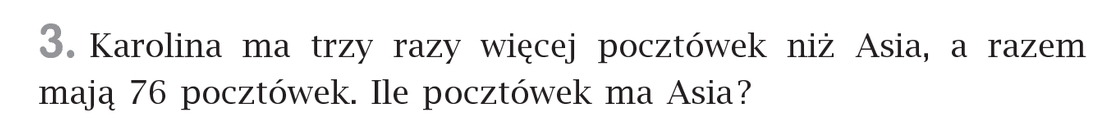 3. Karolina ma trzy razy więcej pocztówek niż Asia, a razem
mają 76 pocztówek. Ile pocztówek ma Asia?